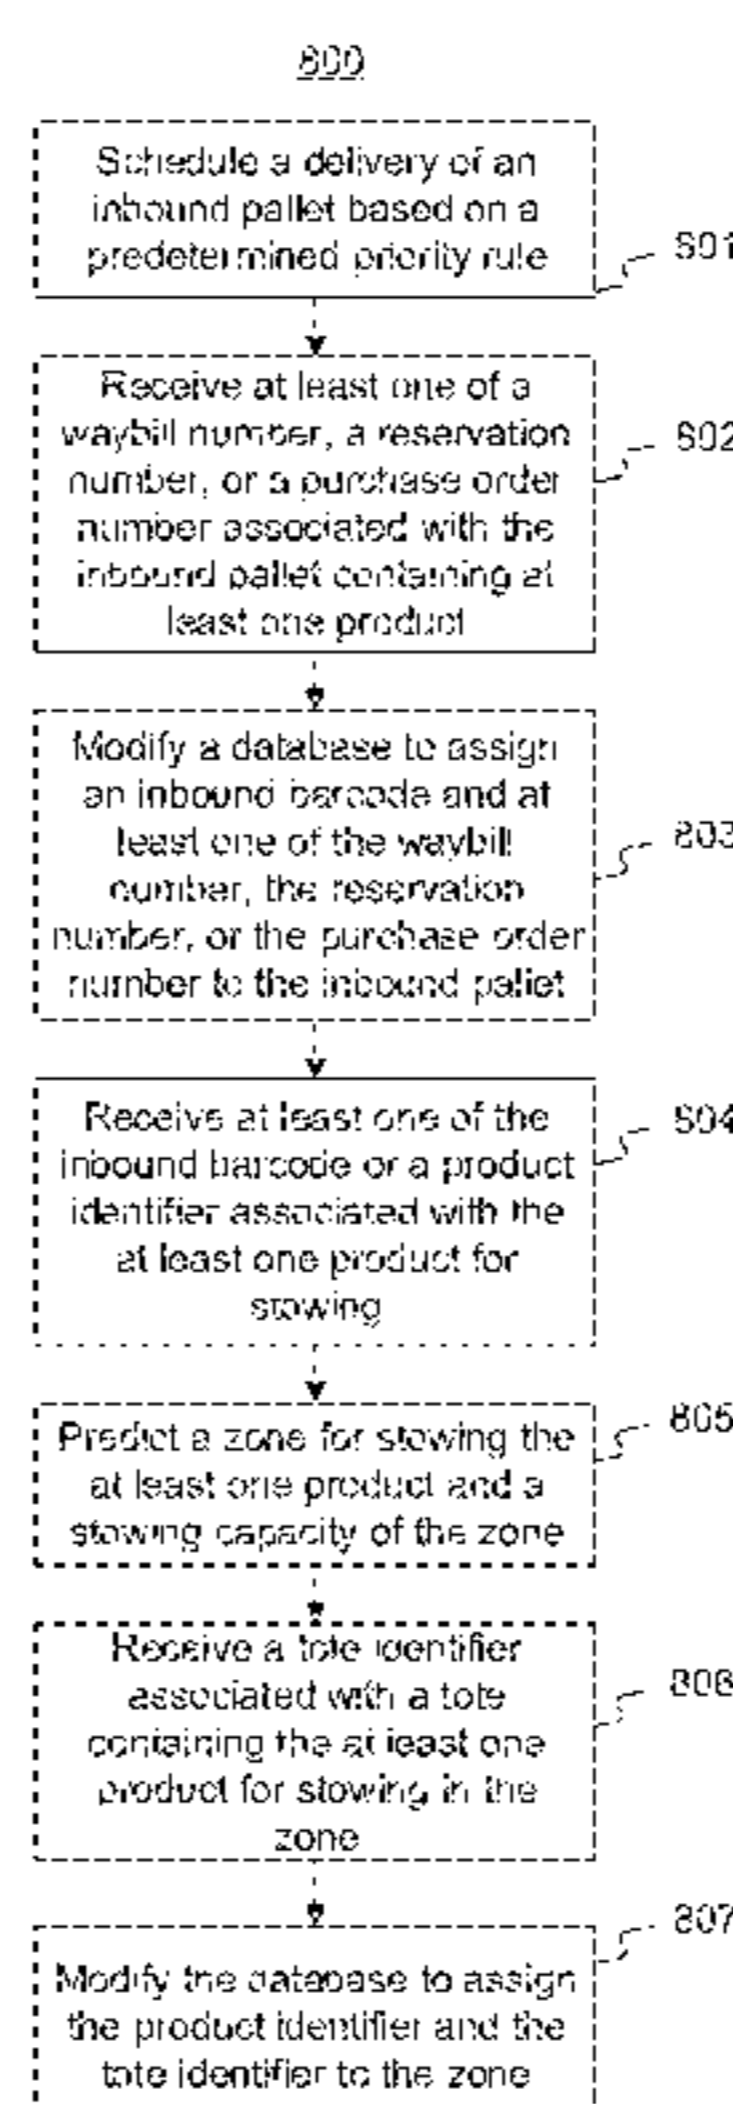 800
Schedule a delivery of an
inbound pallet based on a
predetermined priority rule
801
Receive at least one of a
waybill number, a reservation
number, or a purchase order
number associated with the
inbound pallet containing at
least one product
802
Modify a database to assign
an inbound barcode and at
least one of the waybill
number, the reservation
number, or the purchase order
number to the inbound pallet
803
Receive at least one of the
inbound barcode or a product
identifier associated with the
at least one product for
stowing
804
Predict a zone for stowing the
at least one product and a
stowing capacity of the zone
805
Receive a tote identifier
associated with a tote
containing the at least one
product for stowing in the
zone
806
Modify the database to assign
the product identifier and the
tote identifier to the zone
807